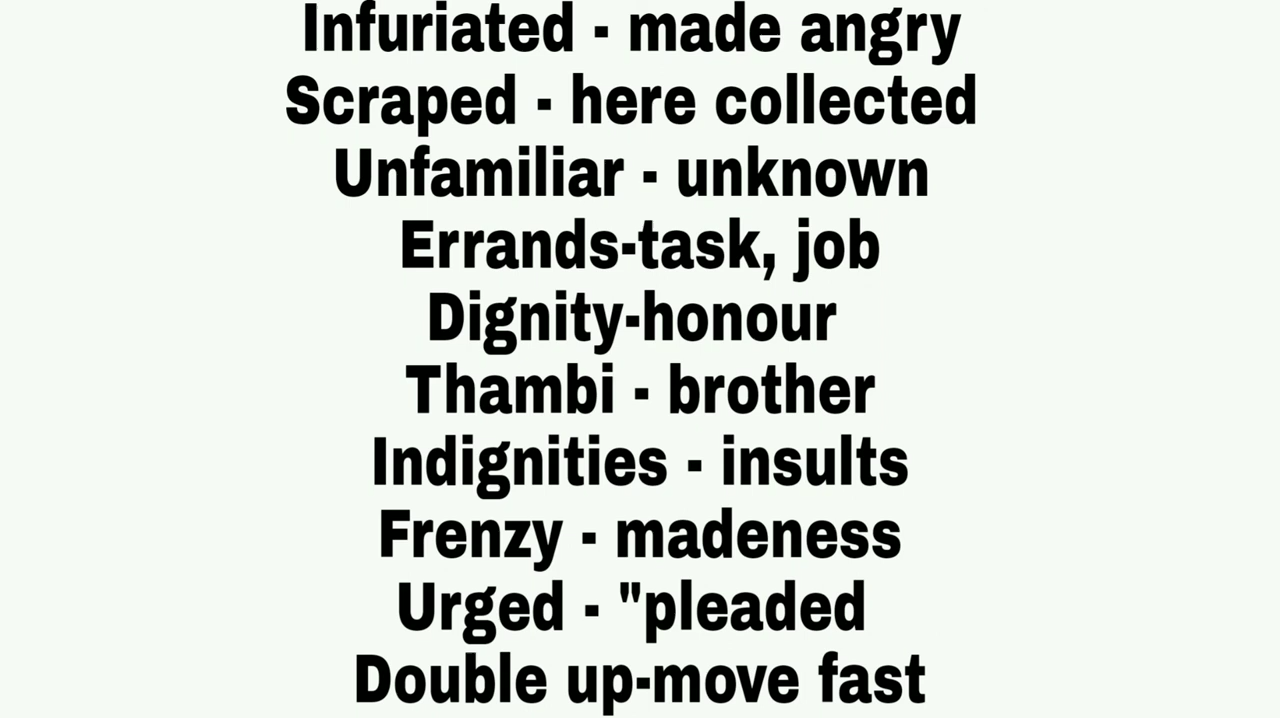 Infuriated - made angry
Scraped - here collected
Unfamiliar - unknown
Errands-task, job
Dignity-honour
Thambi - brother
Indignities - insults
Frenzy - madeness
Urged - "pleaded
Double up-move fast